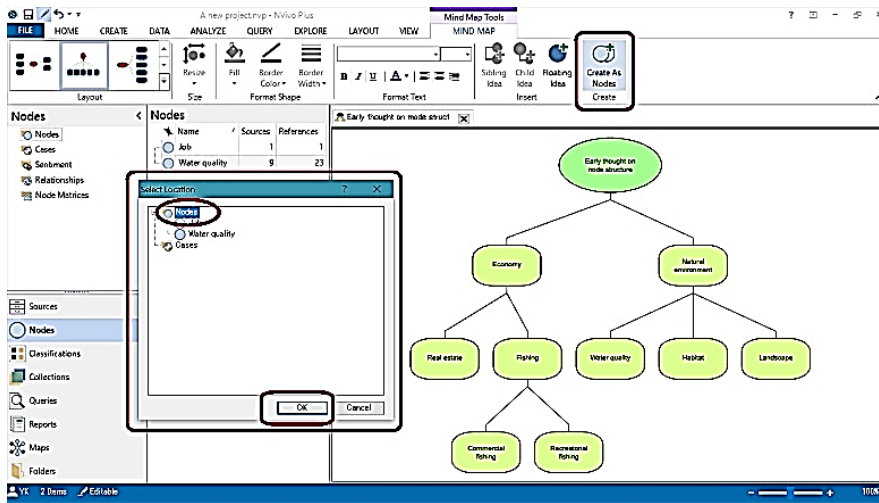 A new project.nvp - NVivo Plus
Mind Map Tools
?
FILE HOME CREATE DATA ANALYZE QUERY EXPLORE LAYOUT VIEW MIND MAP
Resize
Fill
Border Color
Border Width
B I U A
Sibling Idea
Child Idea
Floating Idea
Create As Nodes
Layout
Size
Format Shape
Format Text
Insert
Create
Nodes
Nodes
Cases
Sentiment
Relationships
Node Matrices
Sources
Nodes
Classifications
Collections
Queries
Reports
Maps
Folders
Nodes
Name Sources References
Job 1 1
Water quality 9 23
Select Location ? X
Nodes
Water quality
Cases
OK Cancel
Early thought on mode struct
Early thought on
node structure
Economy
Natural
environment
Real estate
Fishing
Water quality
Habitat
Landscape
Commercial
fishing
Recreational
fishing
YK 2 Items Editable
100%